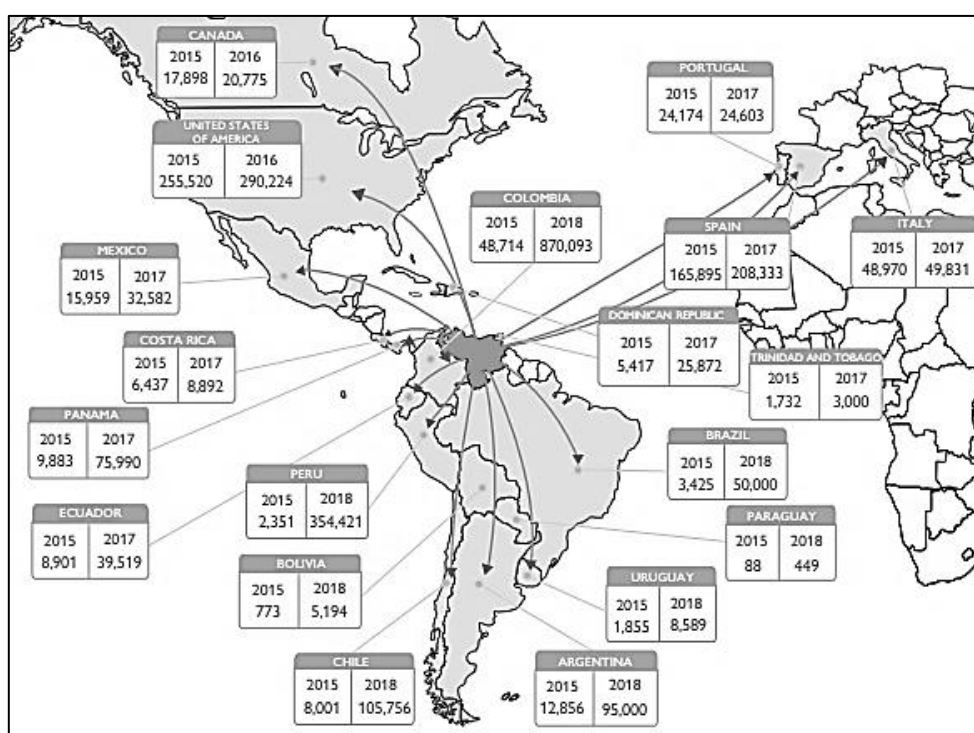 CANADA
2015 2016
17,898 20,775
UNITED STATES
OF AMERICA
2015 2016
255,520 290,224
MEXICO
2015 2017
15,959 32,582
COSTA RICA
2015 2017
6,437 8,892
PANAMA
2015 2017
9,883 75,990
ECUADOR
2015 2017
8,901 39,519
PERU
2015 2018
2,351 354,421
BOLIVIA
2015 2018
773 5,194
CHILE
2015 2018
8,001 105,756
COLOMBIA
2015 2018
48,714 870,093
PORTUGAL
2015 2017
24,174 24,603
SPAIN
2015 2017
165,895 208,333
ITALY
2015 2017
48,970 49,831
DOMINICAN REPUBLIC
2015 2017
5,417 25,872
TRINIDAD AND TOBAGO
2015 2017
1,732 3,000
BRAZIL
2015 2018
3,425 50,000
PARAGUAY
2015 2018
88 449
URUGUAY
2015 2018
1,855 8,589
ARGENTINA
2015 2018
12,856 95,000